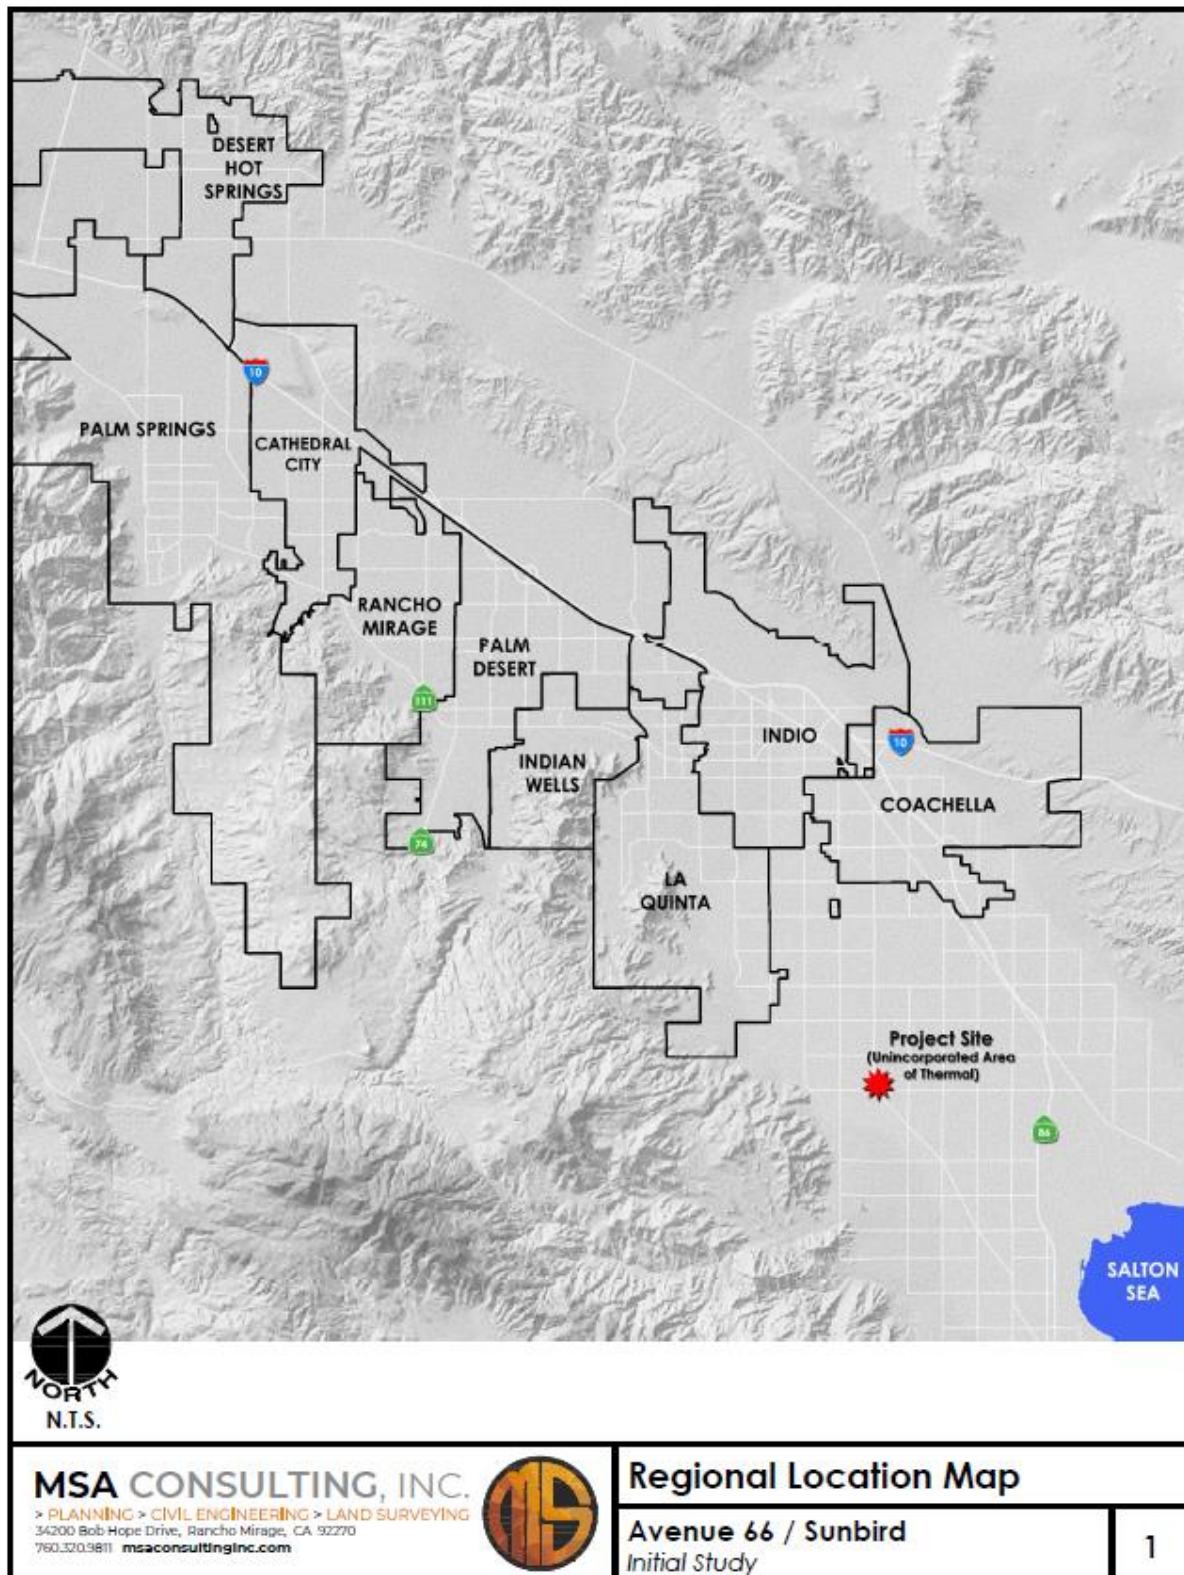 DESERT
HOT
SPRINGS
10
PALM SPRINGS
CATHEDRAL
CITY
RANCHO
MIRAGE
PALM
DESERT
111
INDIO
10
INDIAN
WELLS
COACHELLA
74
LA
QUINTA
Project Site
(Unincorporated Area
of Thermal)
86
SALTON
SEA
NORTH
N.T.S.
MSA CONSULTING, INC.
> PLANNING > CIVIL ENGINEERING > LAND SURVEYING
34200 Bob Hope Drive, Rancho Mirage, CA 92270
760.320.9811 msaconsultinginc.com
MS
Regional Location Map
Avenue 66 / Sunbird
Initial Study
1